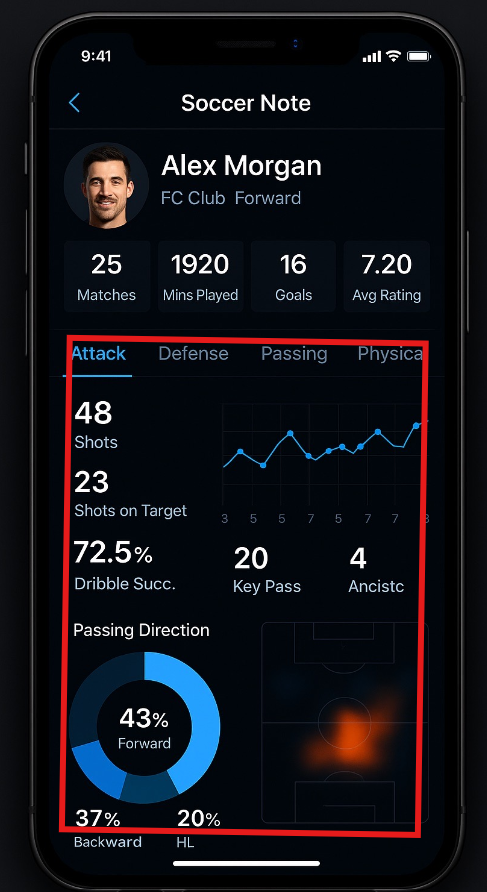 9:41
Soccer Note
Alex Morgan
FC Club Forward
25 1920 16 7.20
Matches Mins Played Goals Avg Rating
Attack Defense Passing Physica
48
Shots
23
Shots on Target
3 5 5 7 5 7 7 8
72.5% 20 4
Dribble Succ. Key Pass Ancistc
Passing Direction
43%
Forward
37% 20%
Backward HL